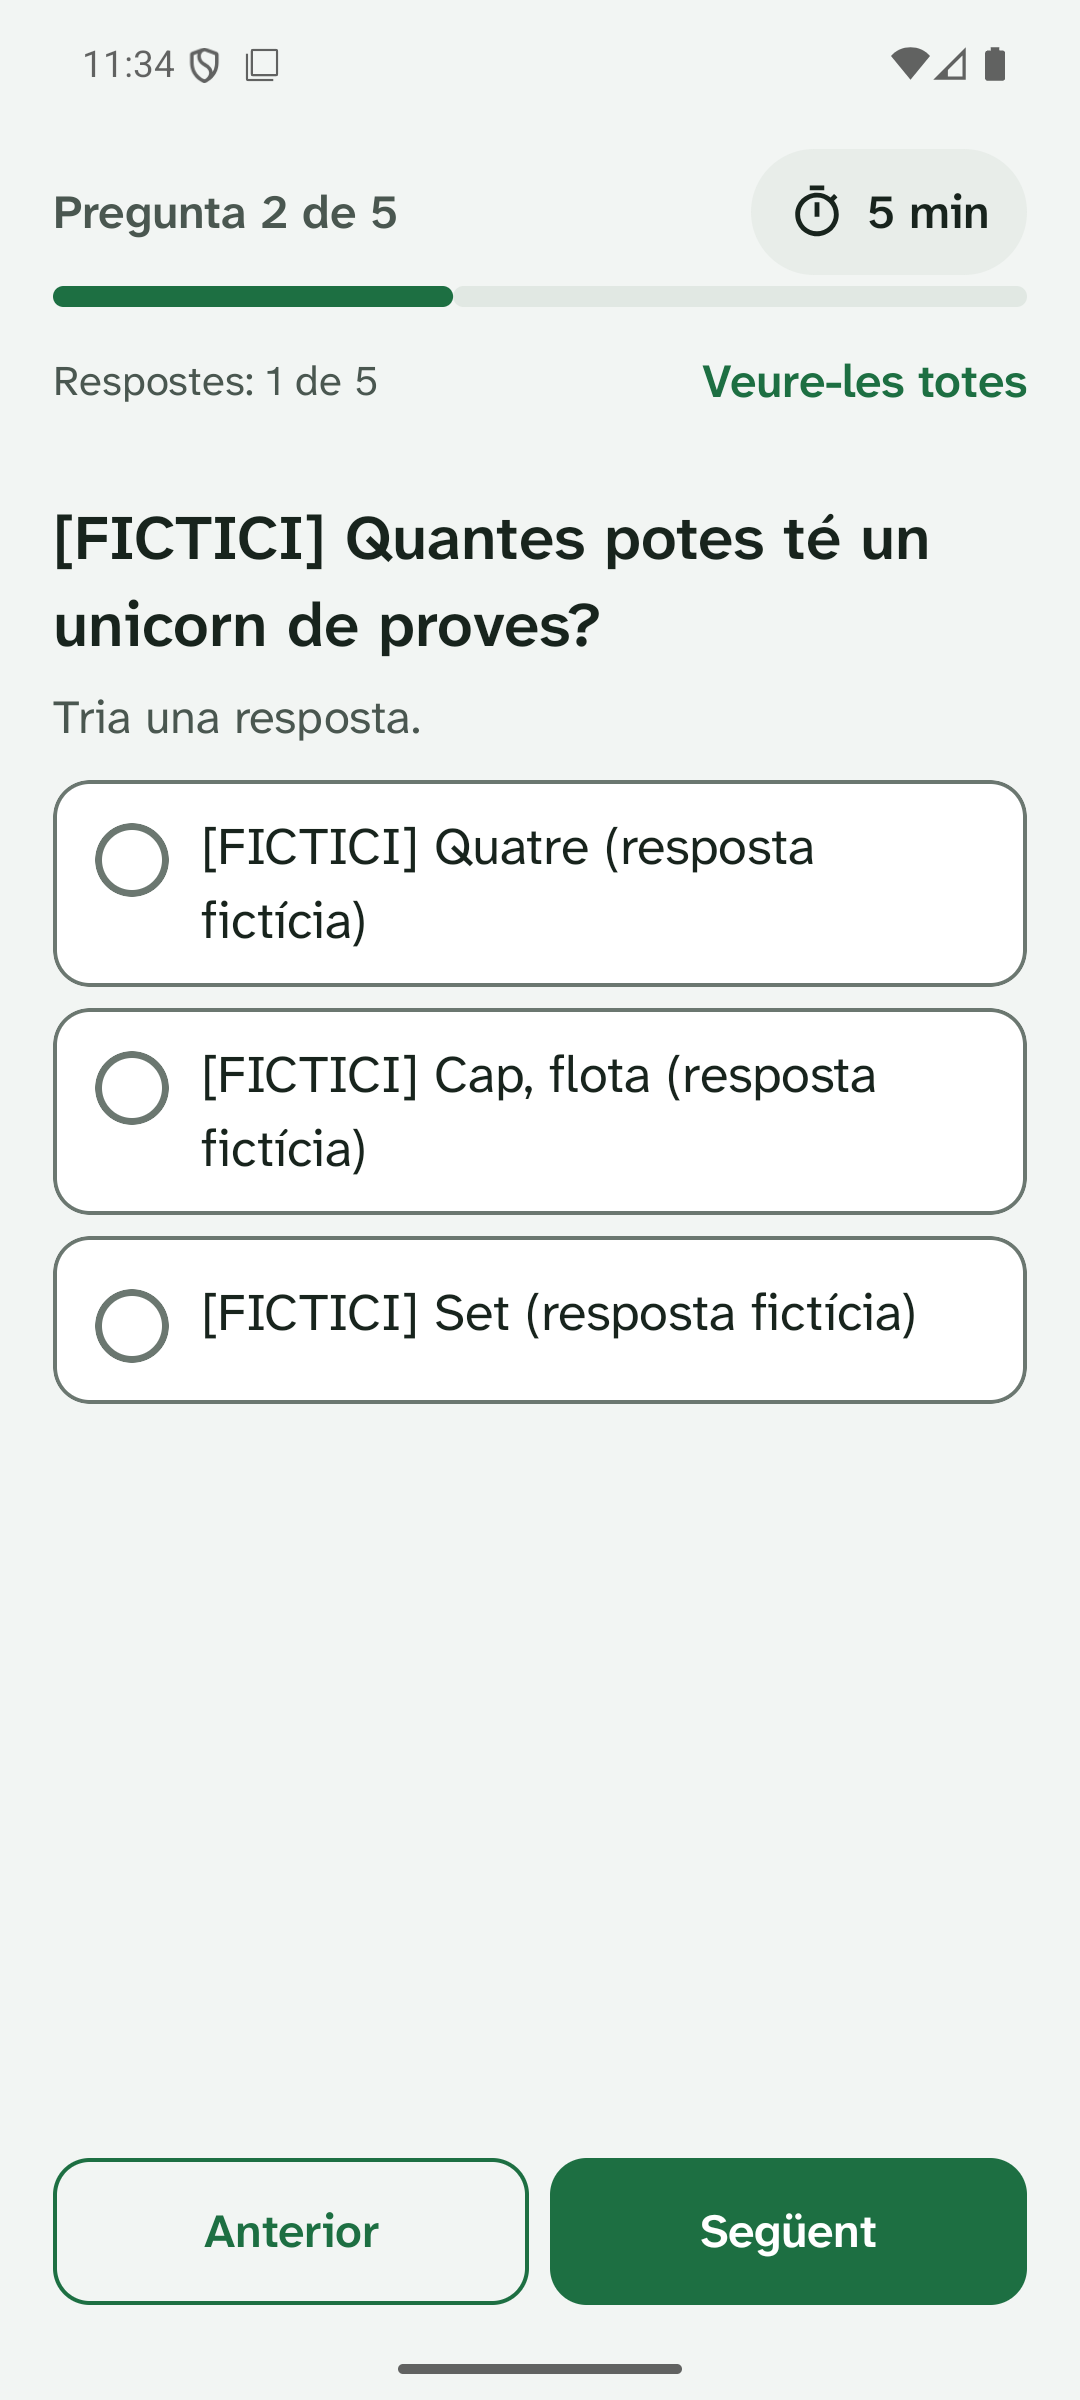 11:34
Pregunta 2 de 5
5 min
Respostes: 1 de 5
Veure-les totes
[FICTICI] Quantes potes té un
unicorn de proves?
Tria una resposta.
[FICTICI] Quatre (resposta
fictícia)
[FICTICI] Cap, flota (resposta
fictícia)
[FICTICI] Set (resposta fictícia)
Anterior
Següent